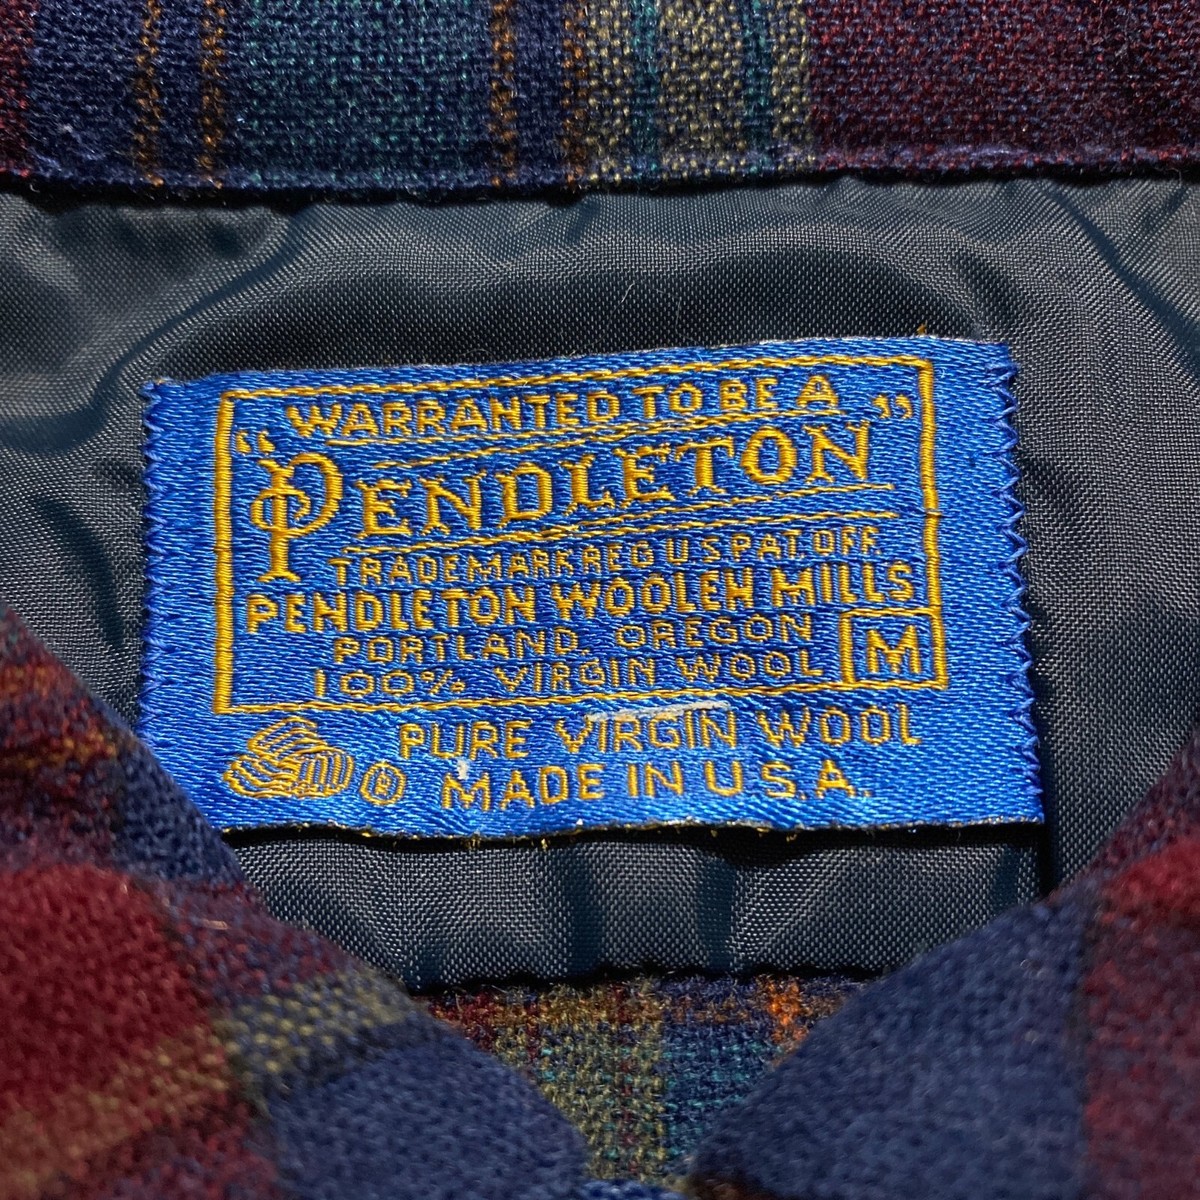 WARRANTED TO BE A
"PENDLETON"
TRADEMARK REG U.S. PAT. OFF.
PENDLETON WOOLEN MILLS
PORTLAND, OREGON
100% VIRGIN WOOL
M
PURE VIRGIN WOOL
® MADE IN U.S.A.